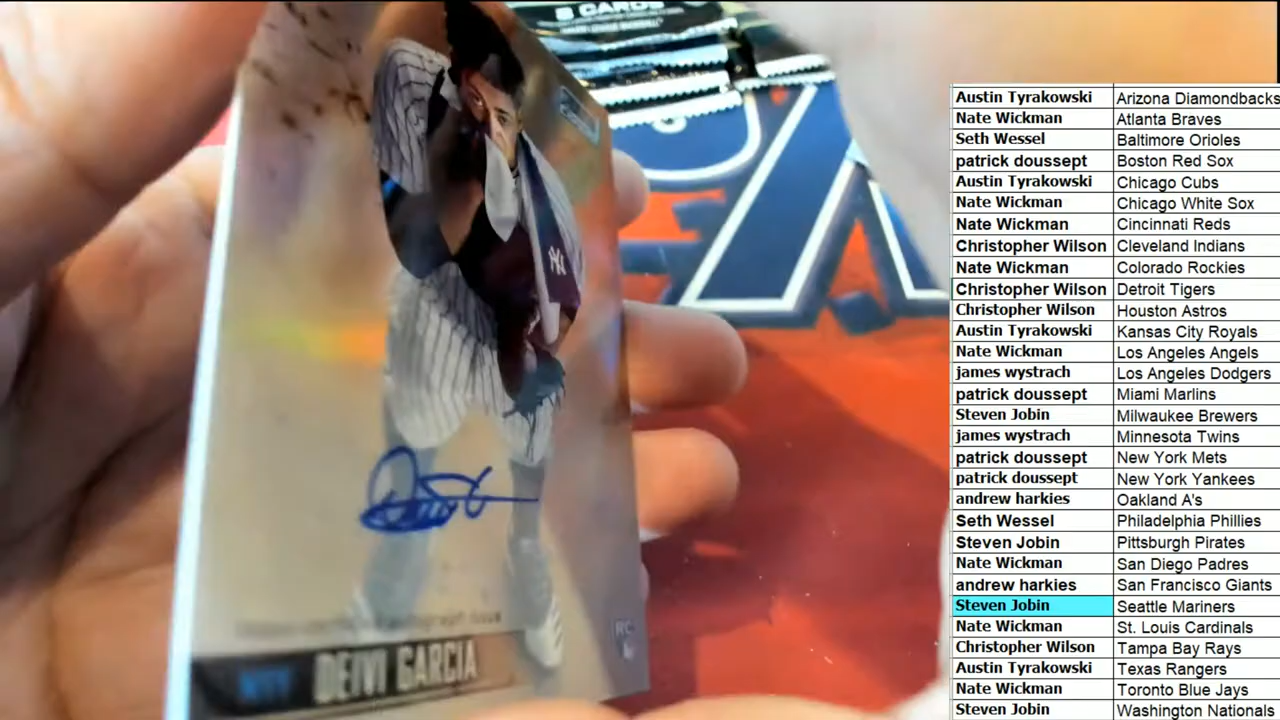 8 CARDS
NY
NYY DEIVI GARCIA
RC
Austin Tyrakowski Arizona Diamondbacks
Nate Wickman Atlanta Braves
Seth Wessel Baltimore Orioles
patrick doussept Boston Red Sox
Austin Tyrakowski Chicago Cubs
Nate Wickman Chicago White Sox
Nate Wickman Cincinnati Reds
Christopher Wilson Cleveland Indians
Nate Wickman Colorado Rockies
Christopher Wilson Detroit Tigers
Christopher Wilson Houston Astros
Austin Tyrakowski Kansas City Royals
Nate Wickman Los Angeles Angels
james wystrach Los Angeles Dodgers
patrick doussept Miami Marlins
Steven Jobin Milwaukee Brewers
james wystrach Minnesota Twins
patrick doussept New York Mets
patrick doussept New York Yankees
andrew harkies Oakland A's
Seth Wessel Philadelphia Phillies
Steven Jobin Pittsburgh Pirates
Nate Wickman San Diego Padres
andrew harkies San Francisco Giants
Steven Jobin Seattle Mariners
Nate Wickman St. Louis Cardinals
Christopher Wilson Tampa Bay Rays
Austin Tyrakowski Texas Rangers
Nate Wickman Toronto Blue Jays
Steven Jobin Washington Nationals